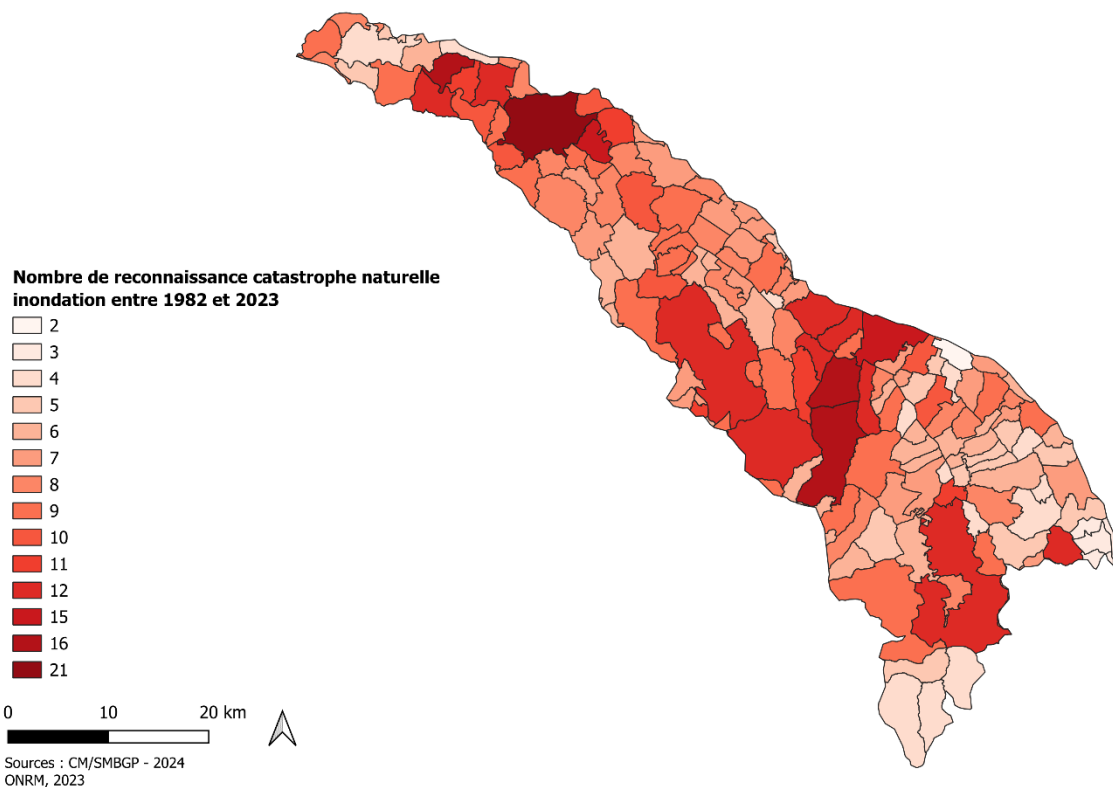 Nombre de reconnaissance catastrophe naturelle
inondation entre 1982 et 2023
2
3
4
5
6
7
8
9
10
11
12
15
16
21
0 10 20 km
Sources : CM/SMBGP - 2024
ONRM, 2023